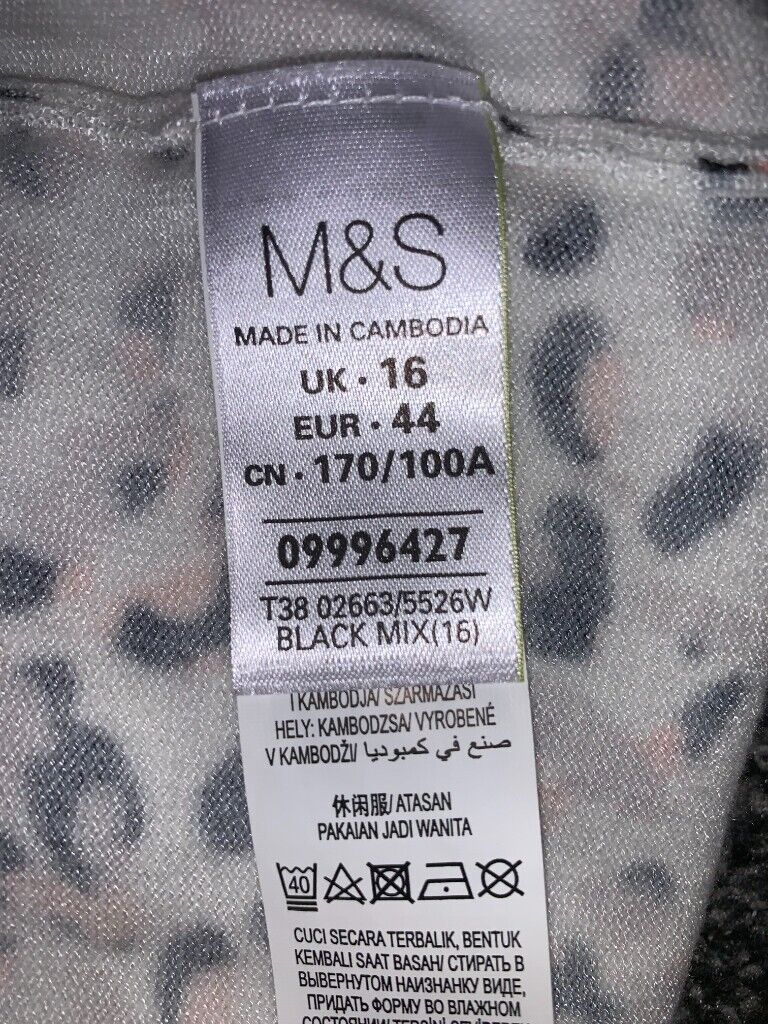 M&S
MADE IN CAMBODIA
UK · 16
EUR · 44
CN · 170/100A
09996427
T38 02663/5526W
BLACK MIX(16)
I KAMBODJA/ SZÁRMAZÁSI
HELY: KAMBODZSA/ VYROBENÉ
V KAMBODŽI/ صنع في كمبوديا
休闲服/ ATASAN
PAKAIAN JADI WANITA
40
CUCI SECARA TERBALIK, BENTUK
KEMBALI SAAT BASAH/ СТИРАТЬ В
ВЫВЕРНУТОМ НАИЗНАНКУ ВИДЕ,
ПРИДАТЬ ФОРМУ ВО ВЛАЖНОМ
СОСТОЯНИИ/